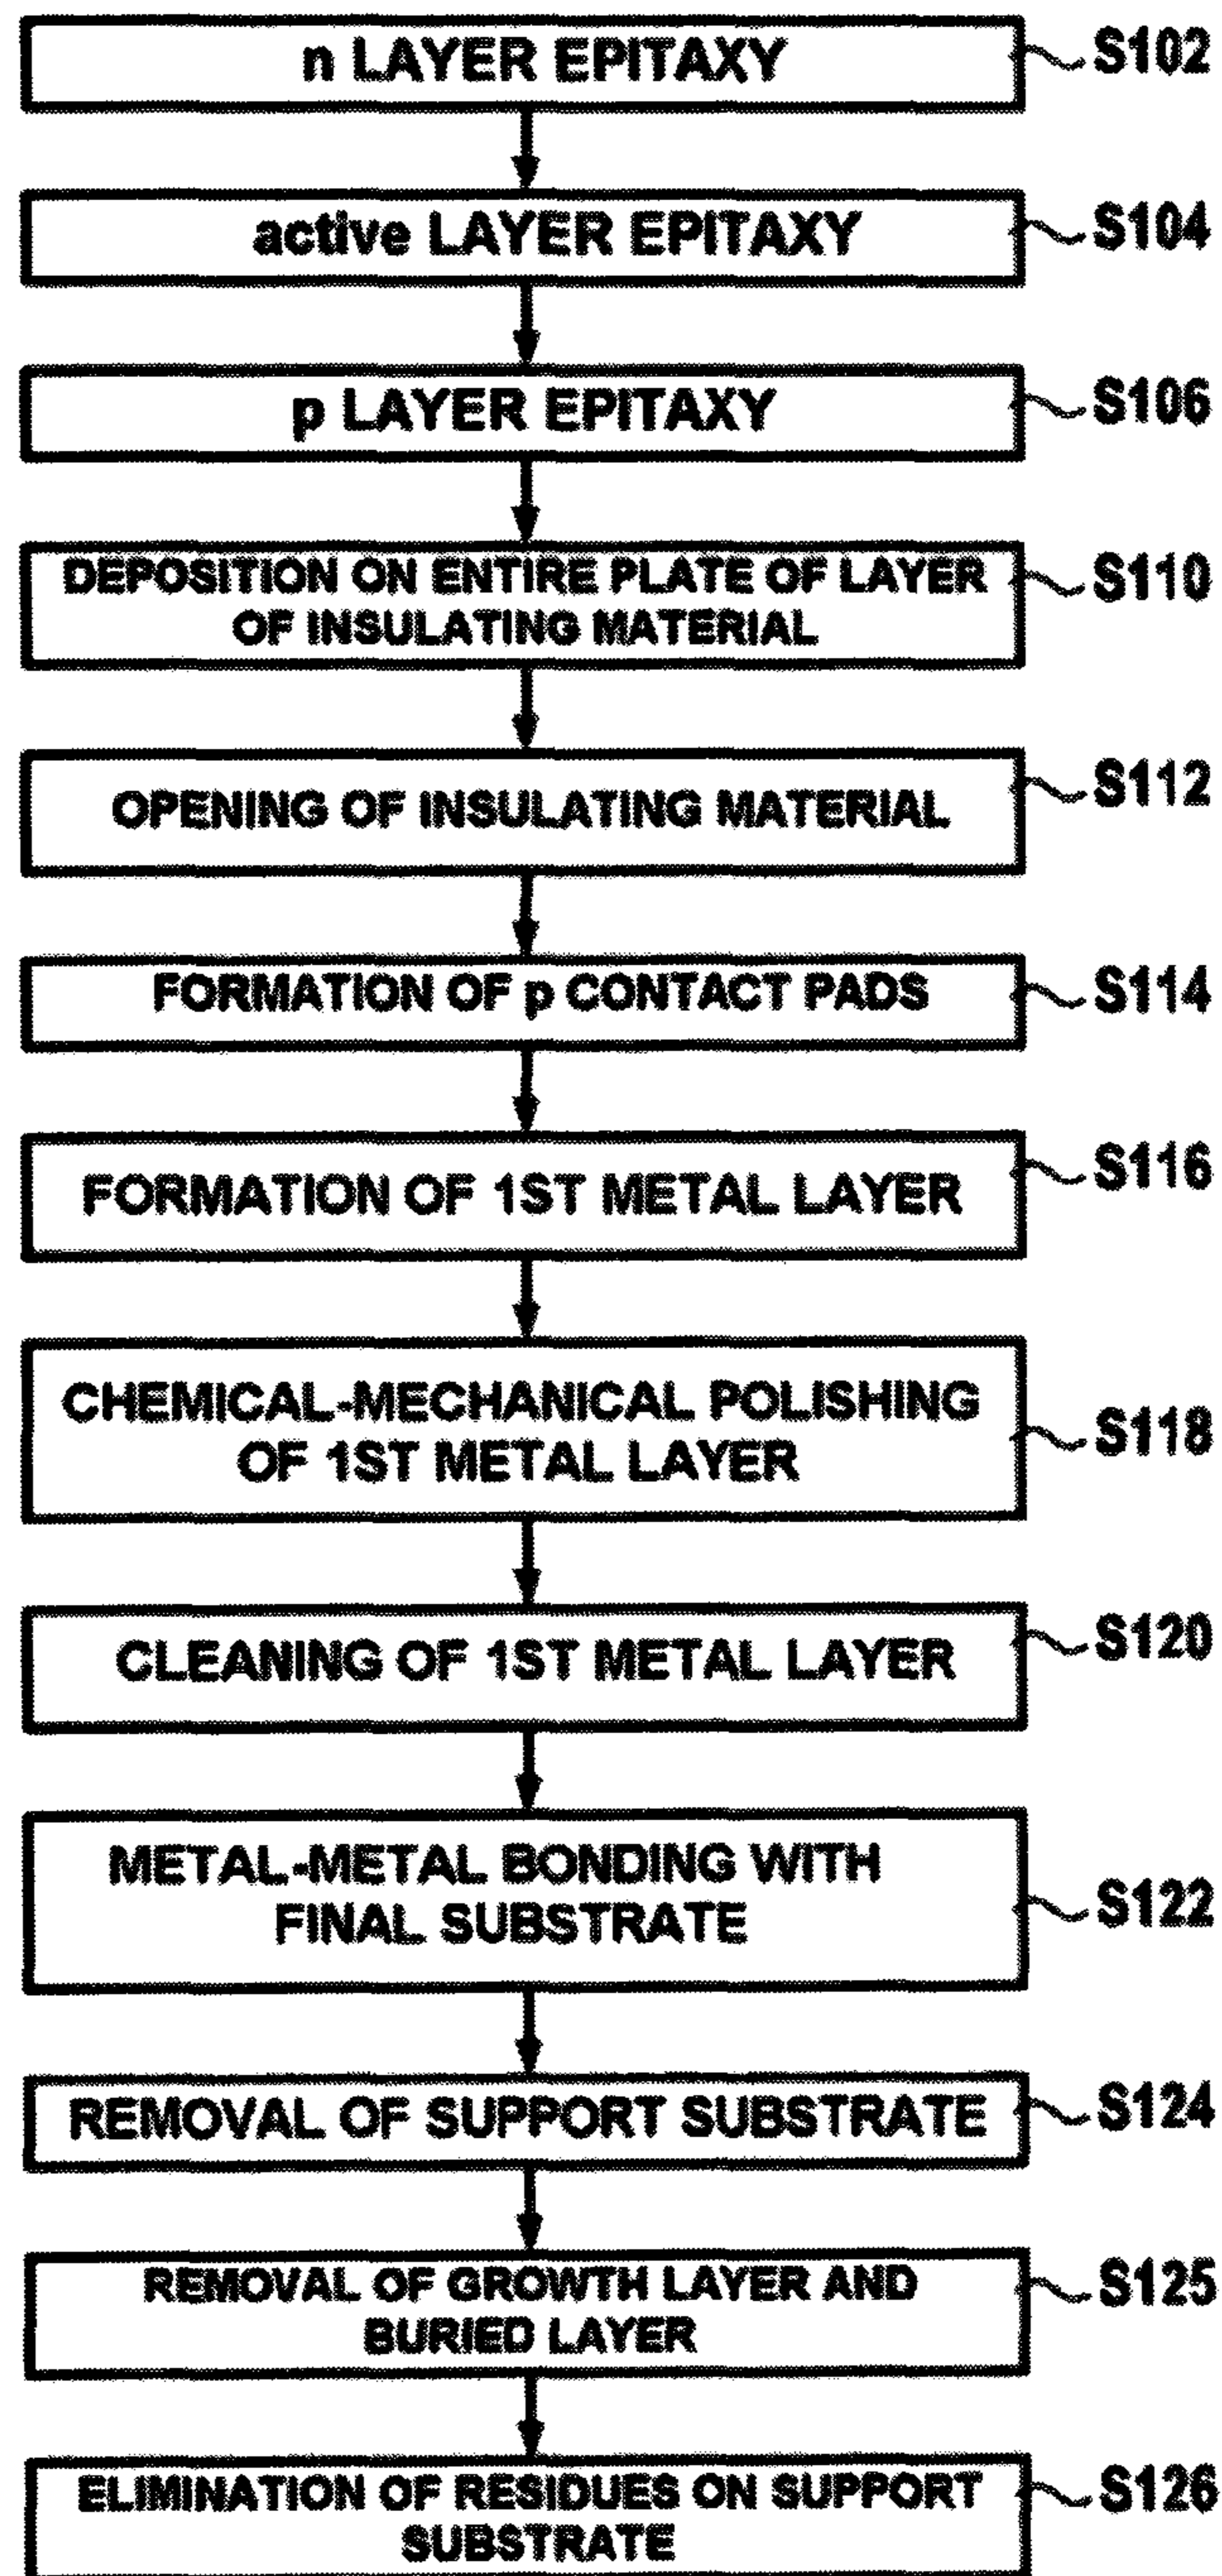 n LAYER EPITAXY
S102
active LAYER EPITAXY
S104
p LAYER EPITAXY
S106
DEPOSITION ON ENTIRE PLATE OF LAYER
OF INSULATING MATERIAL
S110
OPENING OF INSULATING MATERIAL
S112
FORMATION OF p CONTACT PADS
S114
FORMATION OF 1ST METAL LAYER
S116
CHEMICAL-MECHANICAL POLISHING
OF 1ST METAL LAYER
S118
CLEANING OF 1ST METAL LAYER
S120
METAL-METAL BONDING WITH
FINAL SUBSTRATE
S122
REMOVAL OF SUPPORT SUBSTRATE
S124
REMOVAL OF GROWTH LAYER AND
BURIED LAYER
S125
ELIMINATION OF RESIDUES ON SUPPORT
SUBSTRATE
S126